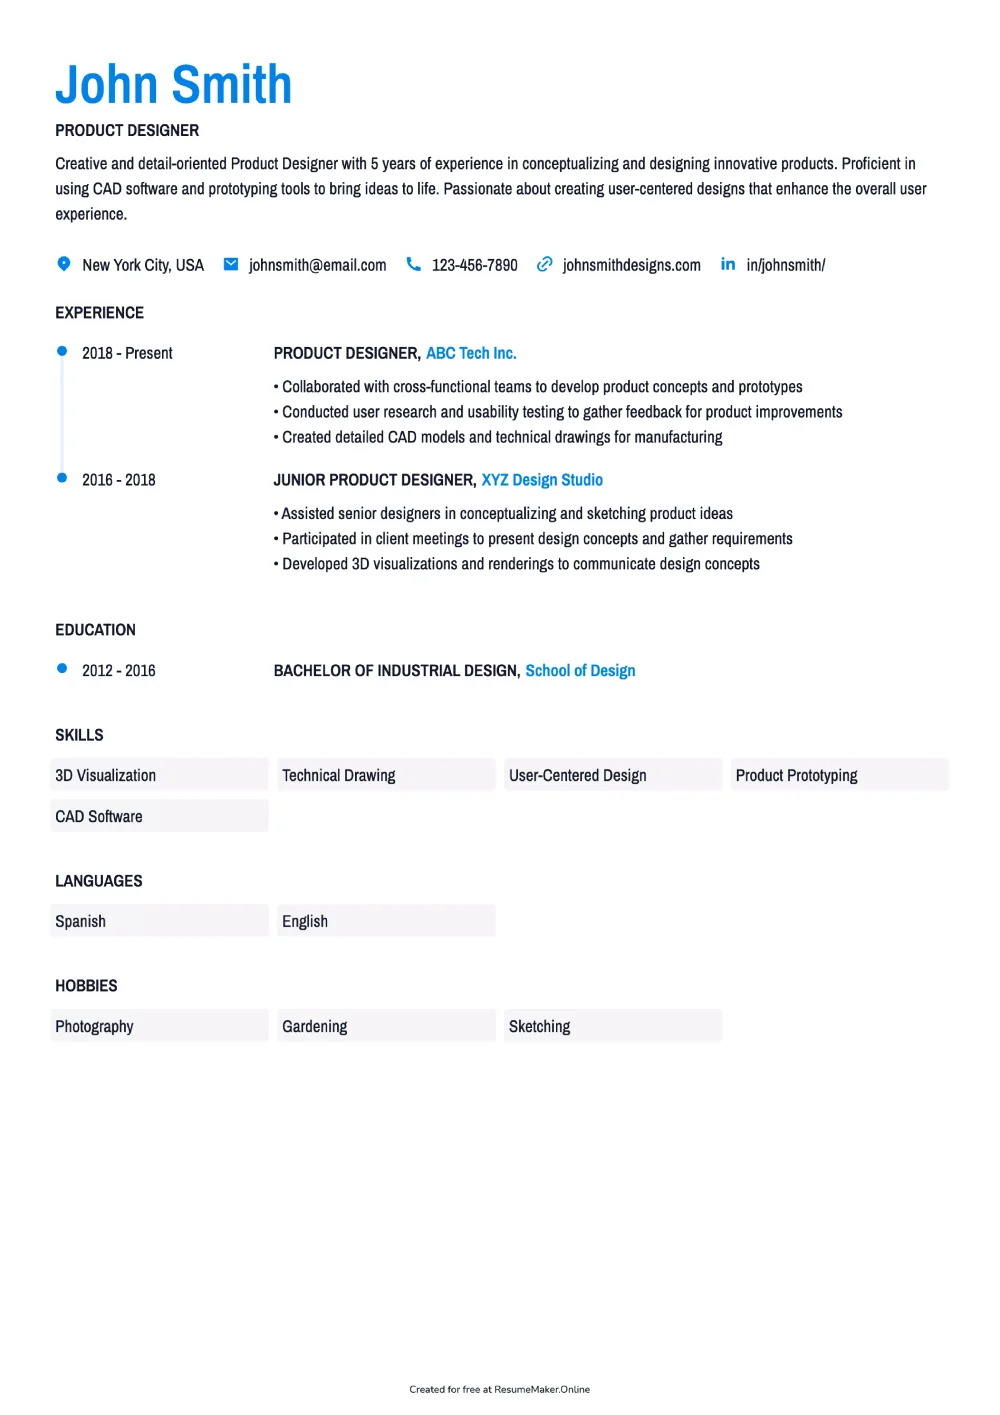 John Smith
PRODUCT DESIGNER
Creative and detail-oriented Product Designer with 5 years of experience in conceptualizing and designing innovative products. Proficient in
using CAD software and prototyping tools to bring ideas to life. Passionate about creating user-centered designs that enhance the overall user
experience.
New York City, USA johnsmith@email.com 123-456-7890 johnsmithdesigns.com in in/johnsmith/
EXPERIENCE
2018 - Present PRODUCT DESIGNER, ABC Tech Inc.
• Collaborated with cross-functional teams to develop product concepts and prototypes
• Conducted user research and usability testing to gather feedback for product improvements
• Created detailed CAD models and technical drawings for manufacturing
2016 - 2018 JUNIOR PRODUCT DESIGNER, XYZ Design Studio
• Assisted senior designers in conceptualizing and sketching product ideas
• Participated in client meetings to present design concepts and gather requirements
• Developed 3D visualizations and renderings to communicate design concepts
EDUCATION
2012 - 2016 BACHELOR OF INDUSTRIAL DESIGN, School of Design
SKILLS
3D Visualization Technical Drawing User-Centered Design Product Prototyping
CAD Software
LANGUAGES
Spanish English
HOBBIES
Photography Gardening Sketching
Created for free at ResumeMaker.Online